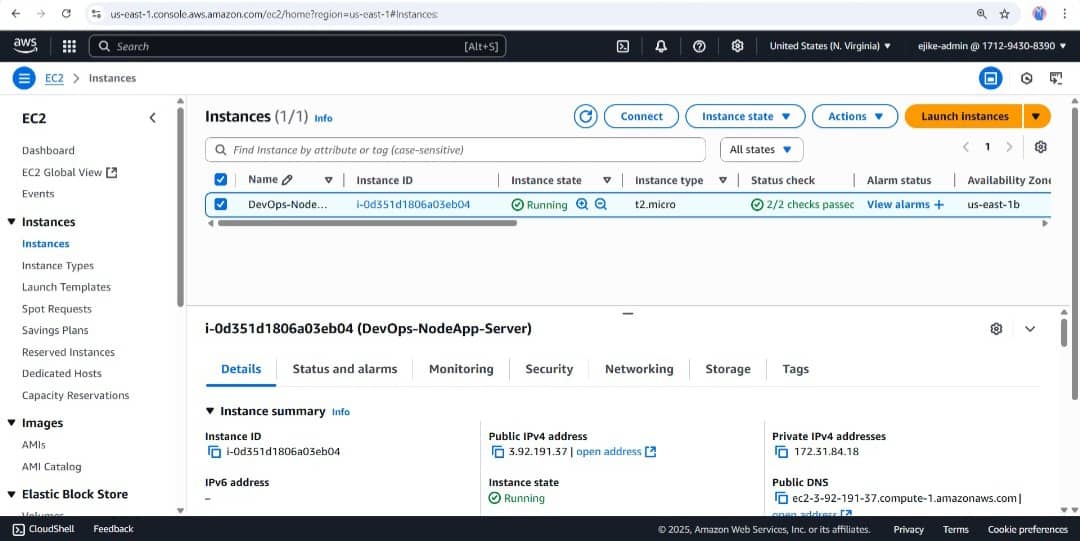 us-east-1.console.aws.amazon.com/ec2/home?region=us-east-1#Instances:
aws
Search
[Alt+S]
United States (N. Virginia)
ejike-admin @ 1712-9430-8390
EC2
Instances
EC2
Dashboard
EC2 Global View
Events
Instances
Instances
Instance Types
Launch Templates
Spot Requests
Savings Plans
Reserved Instances
Dedicated Hosts
Capacity Reservations
Images
AMIs
AMI Catalog
Elastic Block Store
Volumes
Instances (1/1) Info
Connect
Instance state
Actions
Launch instances
Find Instance by attribute or tag (case-sensitive)
All states
1
Name Instance ID Instance state Instance type Status check Alarm status Availability Zone
DevOps-Node... i-0d351d1806a03eb04 Running t2.micro 2/2 checks passec View alarms + us-east-1b
i-0d351d1806a03eb04 (DevOps-NodeApp-Server)
Details Status and alarms Monitoring Security Networking Storage Tags
Instance summary Info
Instance ID
i-0d351d1806a03eb04
Public IPv4 address
3.92.191.37 | open address
Private IPv4 addresses
172.31.84.18
IPv6 address
–
Instance state
Running
Public DNS
ec2-3-92-191-37.compute-1.amazonaws.com |
open address
CloudShell Feedback
© 2025, Amazon Web Services, Inc. or its affiliates. Privacy Terms Cookie preferences